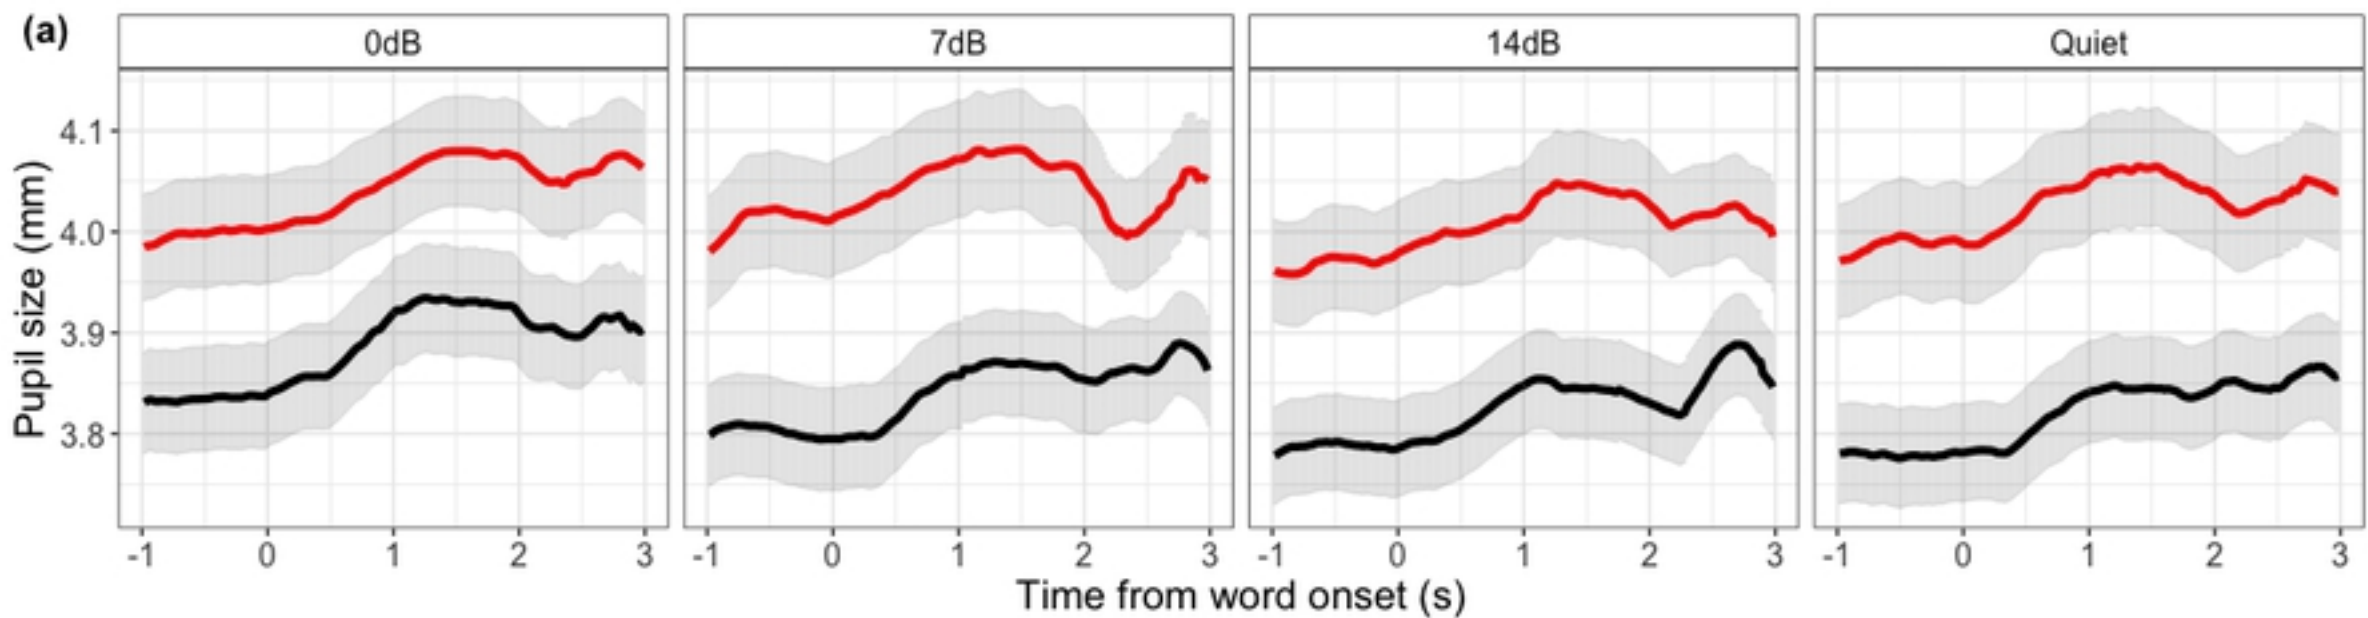 (a)
0dB 7dB 14dB Quiet
Pupil size (mm)
4.1
4.0
3.9
3.8
-1 0 1 2 3 -1 0 1 2 3 -1 0 1 2 3 -1 0 1 2 3
Time from word onset (s)